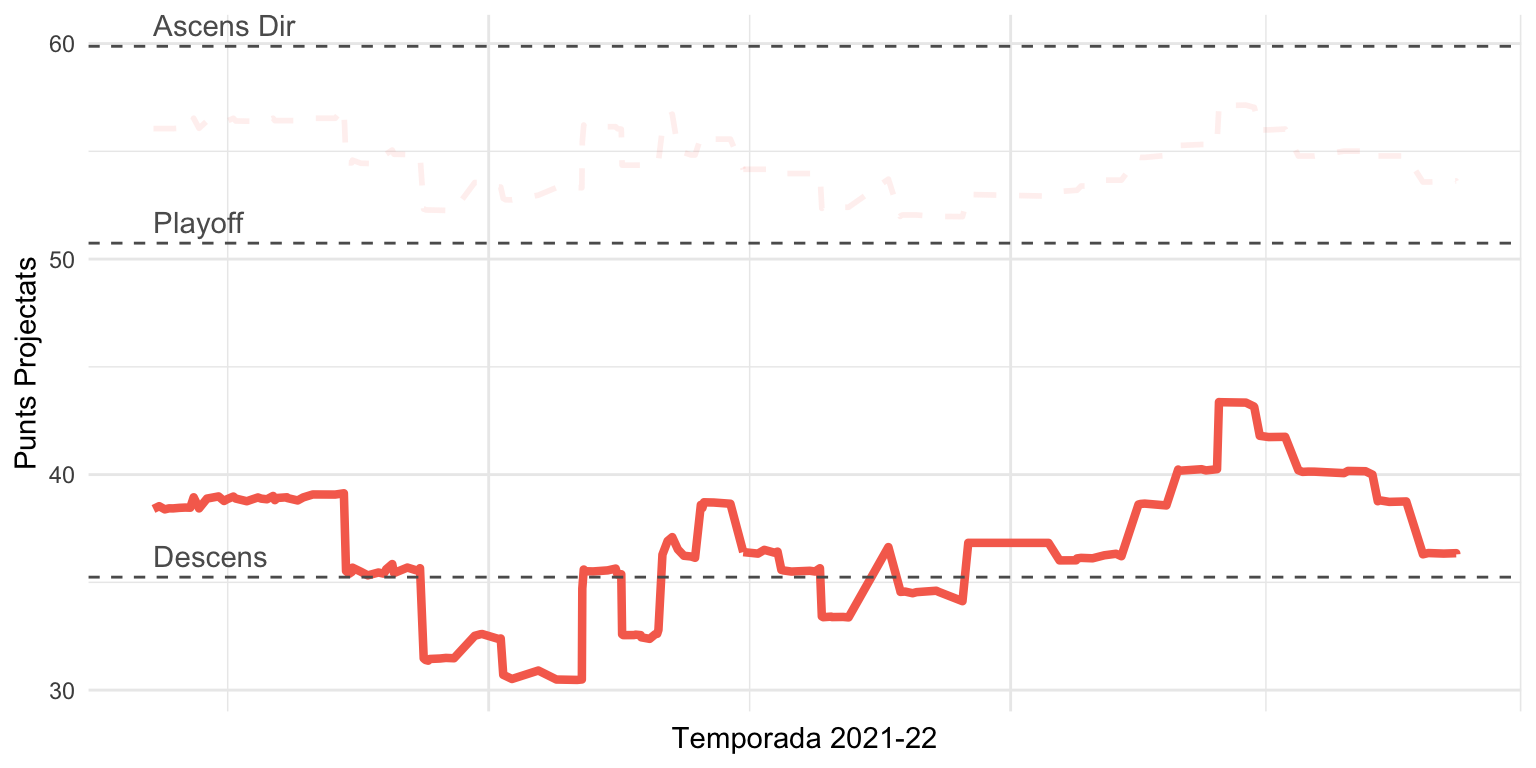 Ascens Dir
60
Playoff
50
40
Descens
30
Punts Projectats
Temporada 2021-22